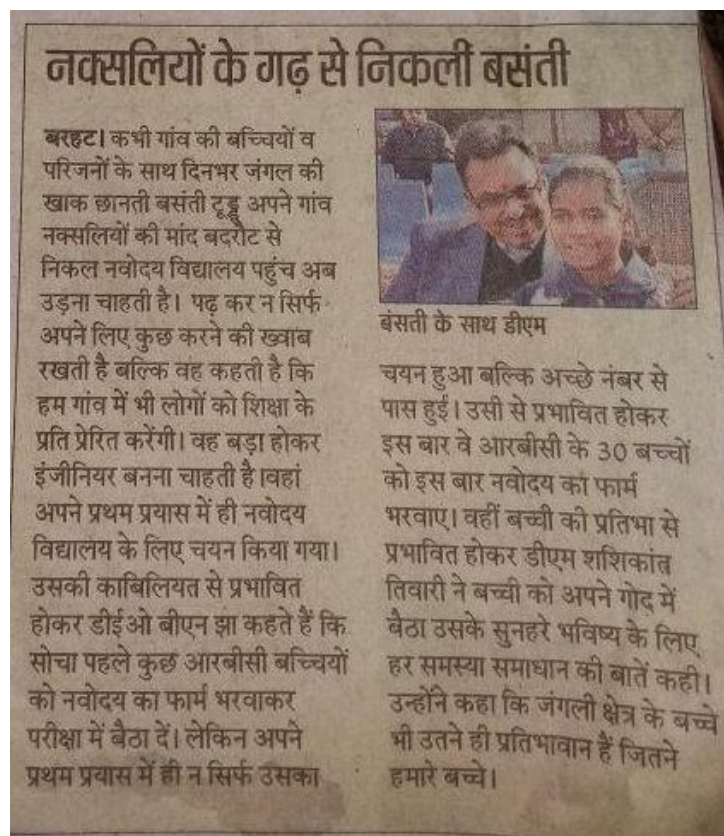 नक्सलियों के गढ़ से निकली बसंती
बरहट। कभी गांव की बच्चियों व
परिजनों के साथ दिनभर जंगल की
खाक छानती बसंती टूडू अपने गांव
नक्सलियों की मांद बदरौट से
निकल नवोदय विद्यालय पहुंच अब
उड़ना चाहती है। पढ़ कर न सिर्फ
अपने लिए कुछ करने की ख्वाब
रखती है बल्कि वह कहती है कि
हम गांव में भी लोगों को शिक्षा के
प्रति प्रेरित करेंगी। वह बड़ा होकर
इंजीनियर बनना चाहती है।वहां
अपने प्रथम प्रयास में ही नवोदय
विद्यालय के लिए चयन किया गया।
उसकी काबिलियत से प्रभावित
होकर डीईओ बीएन झा कहते हैं कि
सोचा पहले कुछ आरबीसी बच्चियों
को नवोदय का फार्म भरवाकर
परीक्षा में बैठा दें। लेकिन अपने
प्रथम प्रयास में ही न सिर्फ उसका
बंसती के साथ डीएम
चयन हुआ बल्कि अच्छे नंबर से
पास हुई। उसी से प्रभावित होकर
इस बार वे आरबीसी के 30 बच्चों
को इस बार नवोदय का फार्म
भरवाए। वहीं बच्ची की प्रतिभा से
प्रभावित होकर डीएम शशिकांत
तिवारी ने बच्ची को अपने गोद में
बैठा उसके सुनहरे भविष्य के लिए
हर समस्या समाधान की बातें कही।
उन्होंने कहा कि जंगली क्षेत्र के बच्चे
भी उतने ही प्रतिभावान हैं जितने
हमारे बच्चे।